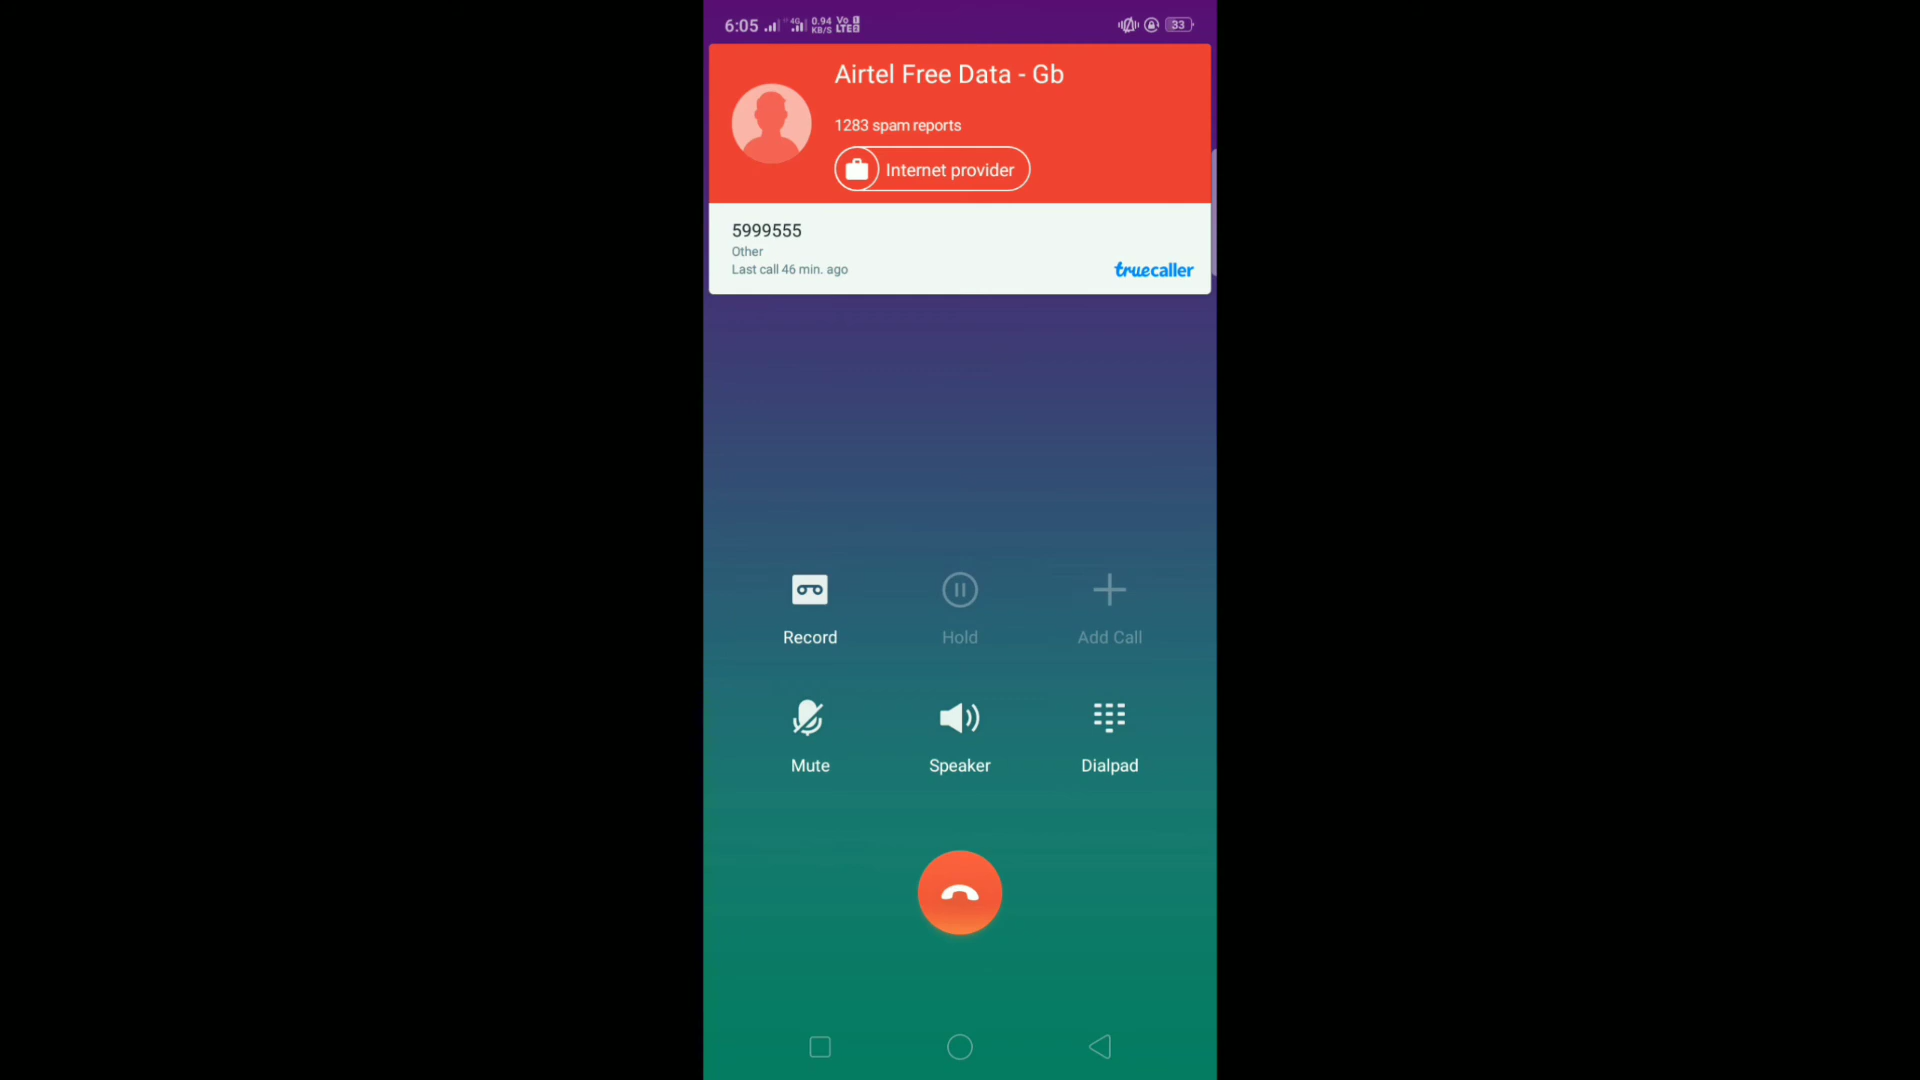 6:05 4G 0.94 KB/S Vo LTE 33
Airtel Free Data - Gb
1283 spam reports
Internet provider
5999555
Other
Last call 46 min. ago
truecaller
Record Hold Add Call
Mute Speaker Dialpad